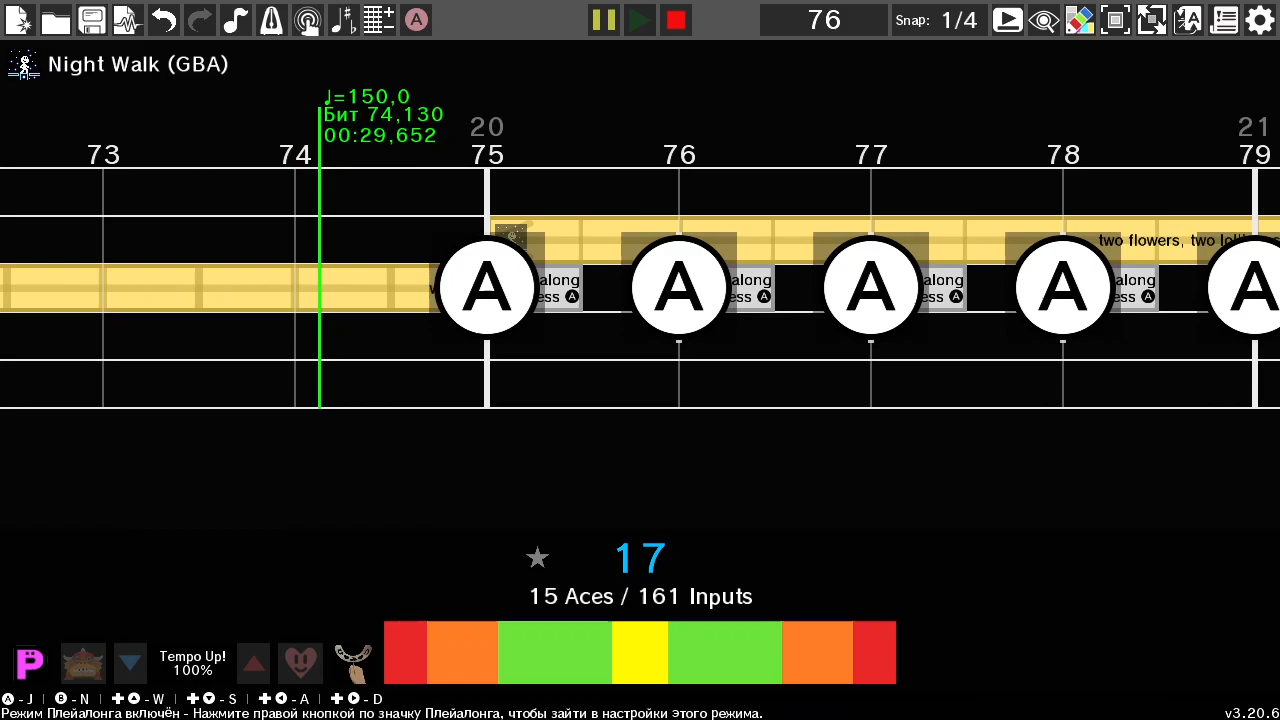 A
76
Snap: 1/4
A
Night Walk (GBA)
♩=150,0
Бит 74,130
00:29,652
20
21
73 74 75 76 77 78 79
two flowers, two
along along along along
ess A ess A ess A ess A
A A A A A
17
15 Aces / 161 Inputs
P
Tempo Up!
100%
A - J | B - N | - W | - S | - A | - D
Режим Плейалонга включён - Нажмите правой кнопкой по значку Плейалонга, чтобы зайти в настройки этого режима.
v3.20.6